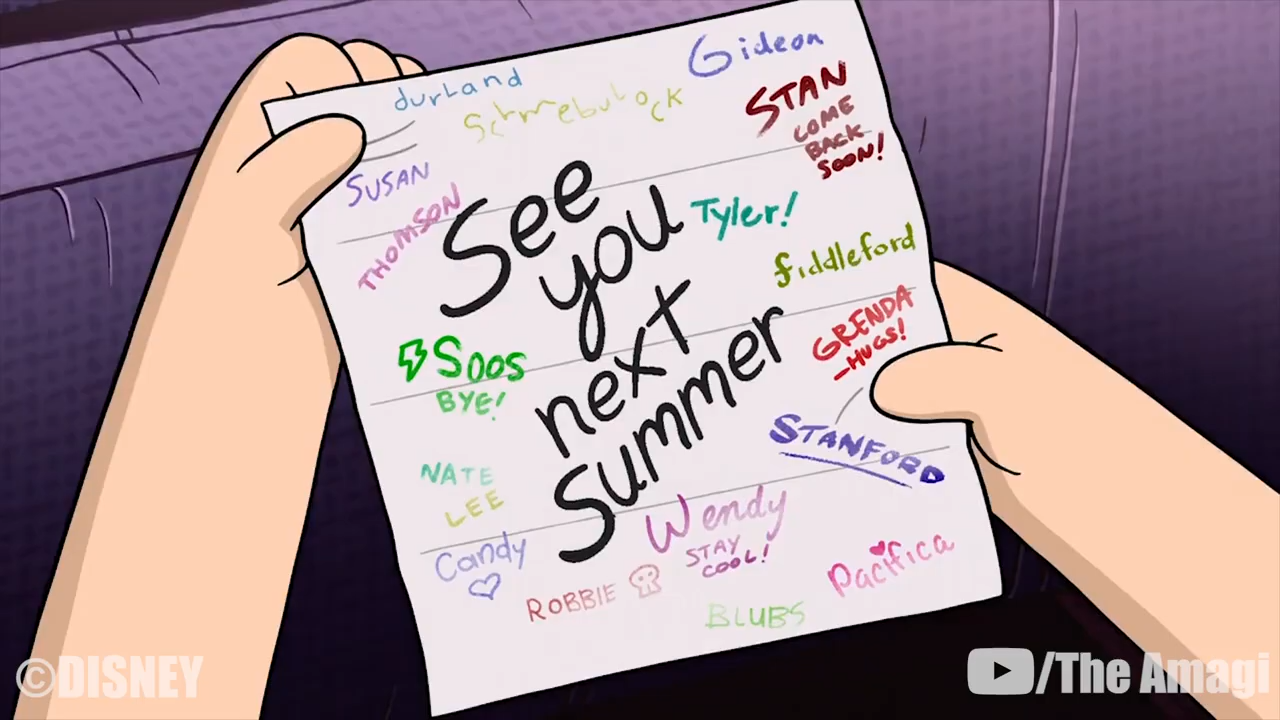 Gideon
durland
Schmebulock
STAN
COME
BACK
SOON!
SUSAN
THOMSON
See
you
next
summer
Tyler!
fiddleford
GRENDA
-HUGS!
Soos
BYE!
STANFORD
NATE
LEE
Wendy
STAY
COOL!
Candy
Pacifica
ROBBIE
BLUBS
©DISNEY
/The Amagi